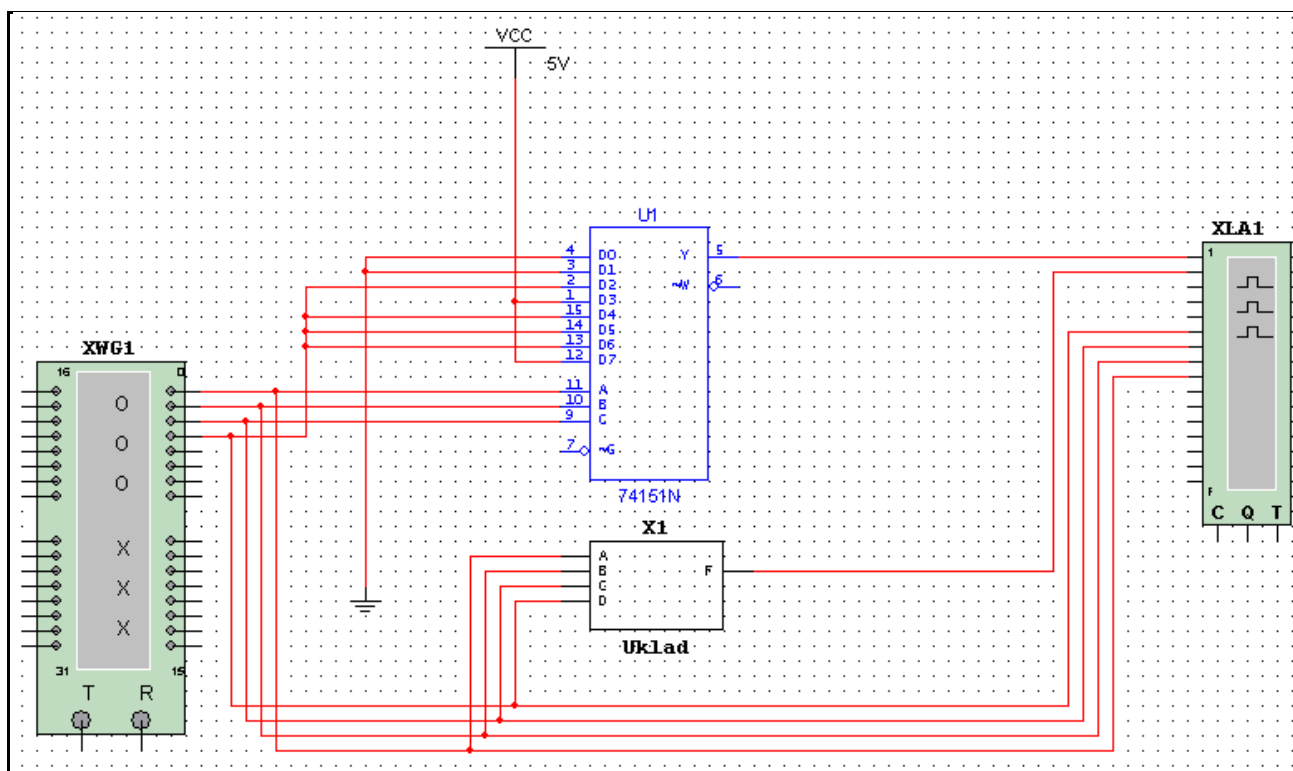 VCC
5V
U1
4 D0 Y 5
3 D1
2 D2 ~W 6
1 D3
15 D4
14 D5
13 D6
12 D7
11 A
10 B
9 C
7 ~G
74151N
XLA1
1
F
C Q T
XWG1
16 0
O
O
O
X
X
X
31 15
T R
X1
A F
B
C
D
Uklad